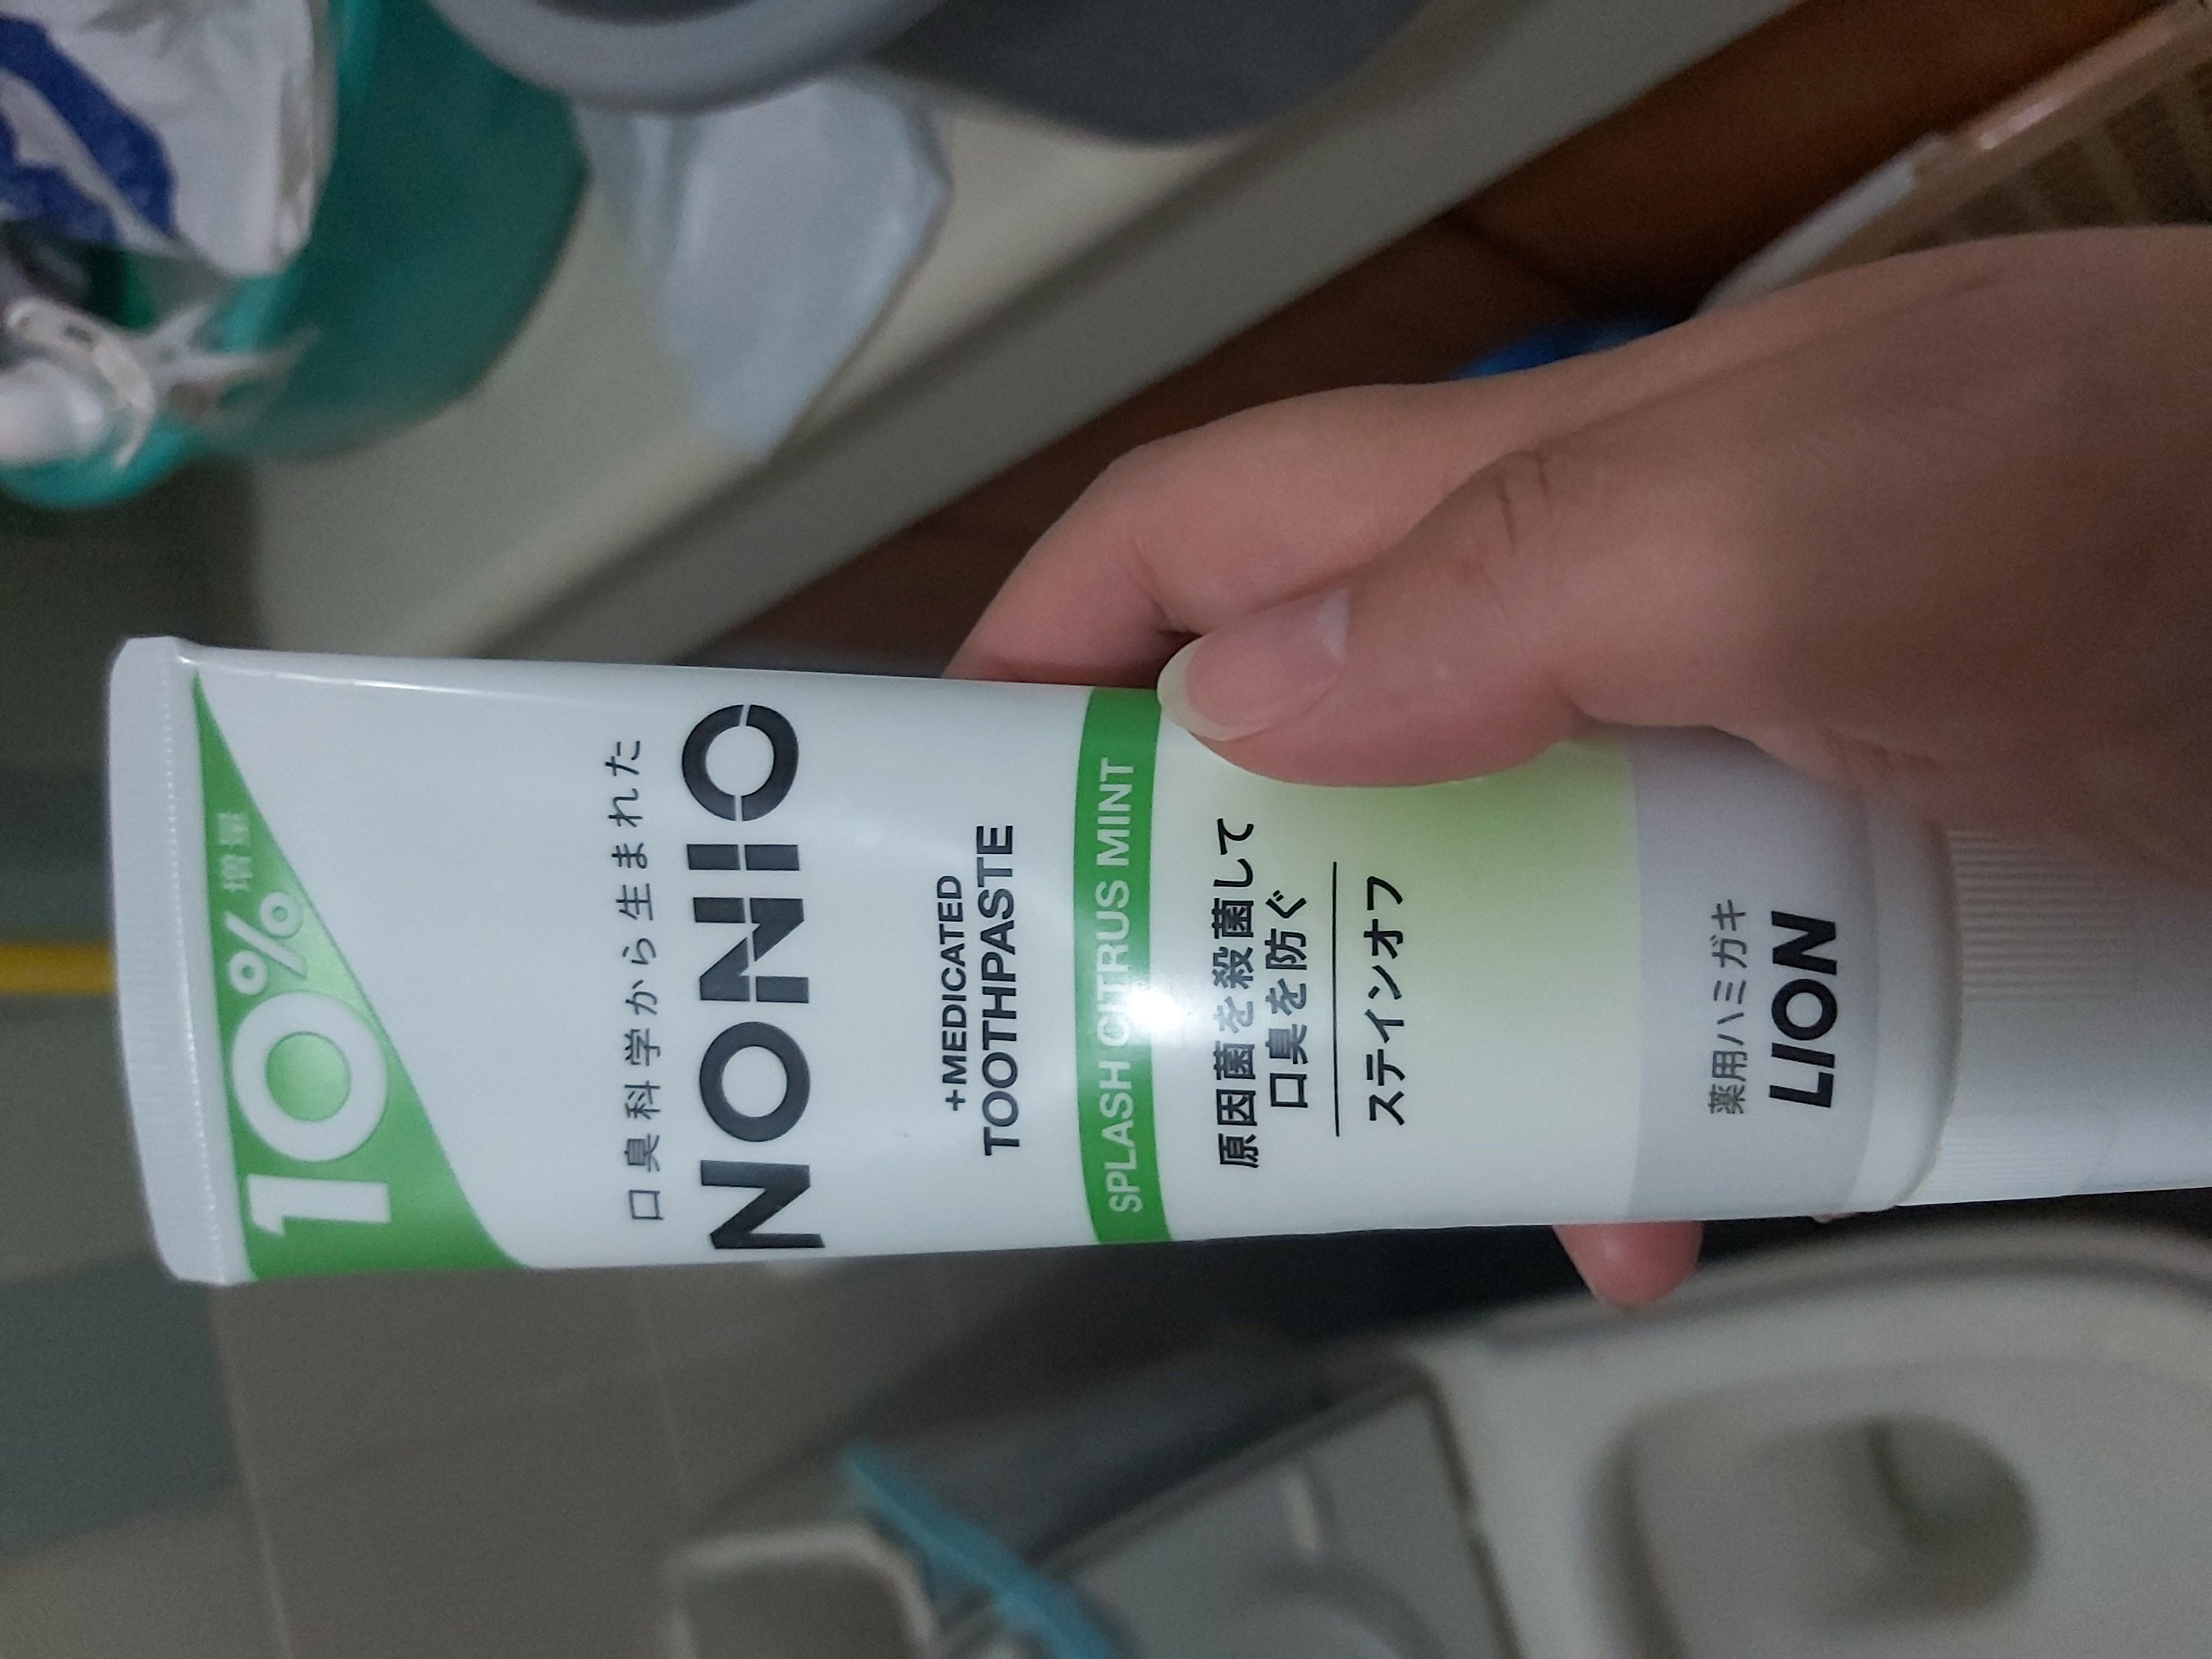 10%増量
口臭科学から生まれた
NONIO
+MEDICATED
TOOTHPASTE
SPLASH CITRUS MINT
原因菌を殺菌して
口臭を防ぐ
ステインオフ
薬用ハミガキ
LION